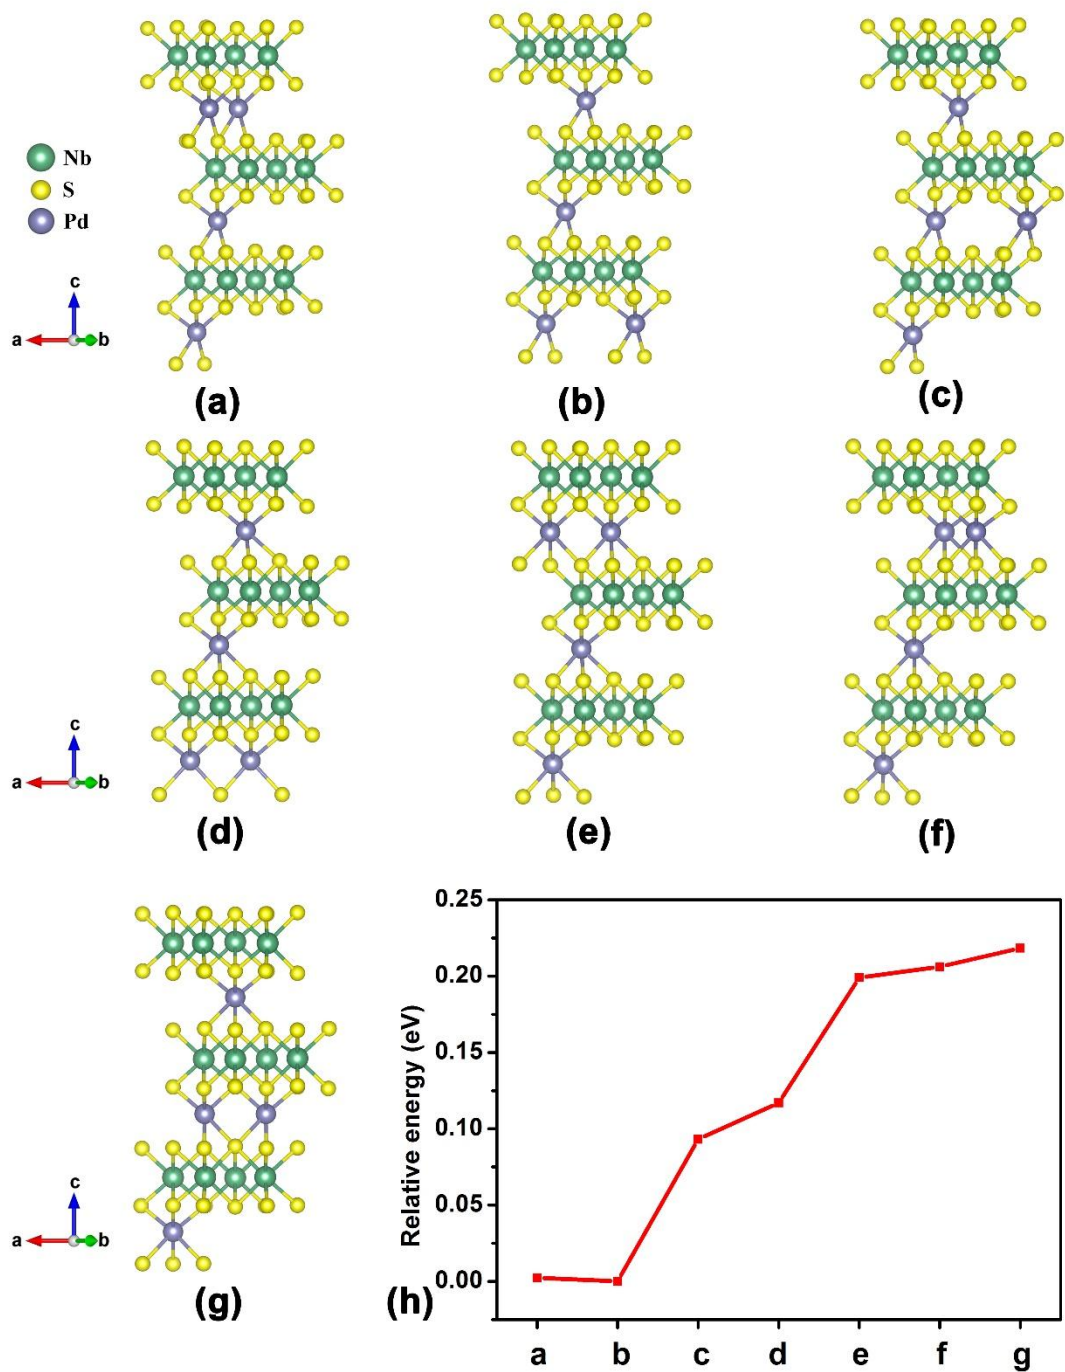 Nb
S
Pd
c
a b
(a) (b) (c)
c
a b
(d) (e) (f)
c
a b
(g)
(h)
Relative energy (eV)
0.25
0.20
0.15
0.10
0.05
0.00
a b c d e f g